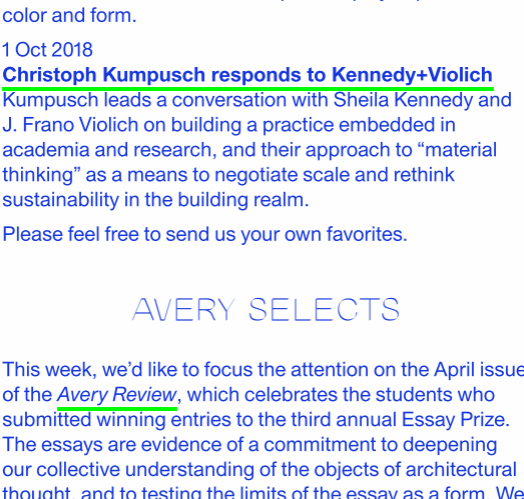 color and form.
1 Oct 2018
Christoph Kumpusch responds to Kennedy+Violich
Kumpusch leads a conversation with Sheila Kennedy and
J. Frano Violich on building a practice embedded in
academia and research, and their approach to “material
thinking” as a means to negotiate scale and rethink
sustainability in the building realm.
Please feel free to send us your own favorites.
AVERY SELECTS
This week, we’d like to focus the attention on the April issue
of the Avery Review, which celebrates the students who
submitted winning entries to the third annual Essay Prize.
The essays are evidence of a commitment to deepening
our collective understanding of the objects of architectural
thought, and to testing the limits of the essay as a form. We